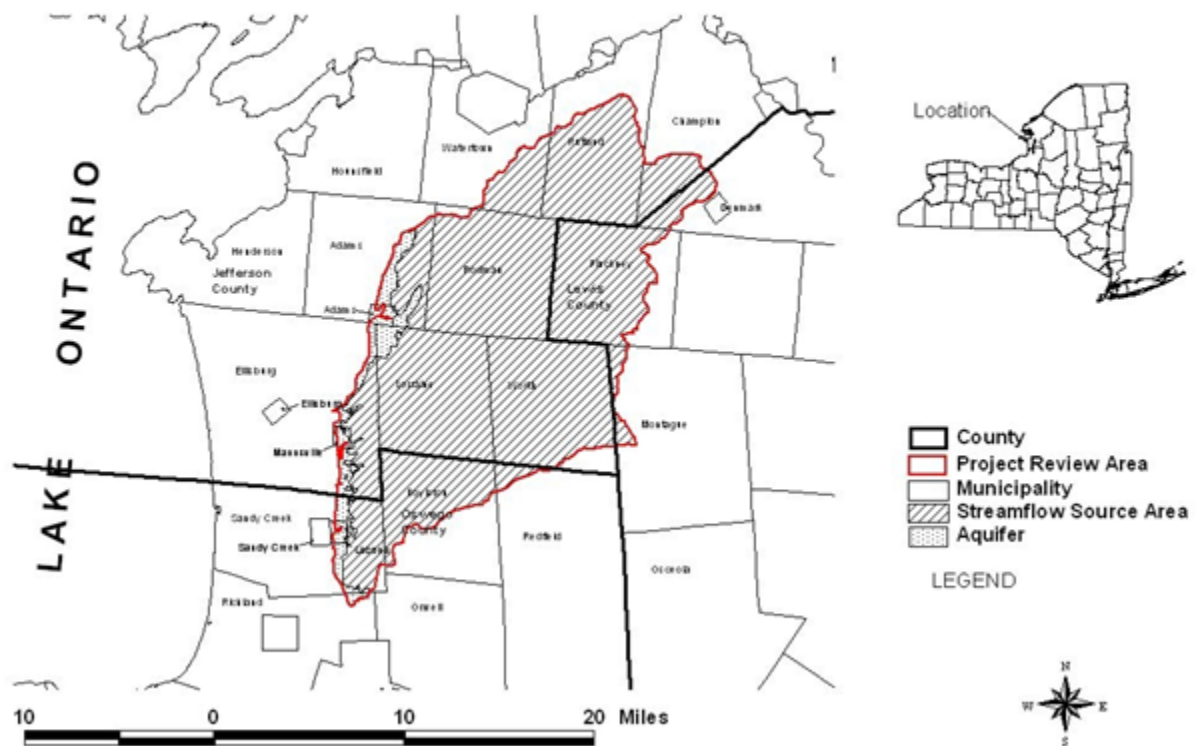 LAKE ONTARIO
Champion
Watertown
Rutland
Hounsfield
Denmark
Adams
Henderson
Jefferson
County
Rodman
Pinckney
Lewis
County
Adams
Ellisburg
Lorraine
Worth
Ellisburg
Mannsville
Montague
Boylston
Oswego
County
Sandy Creek
Sandy Creek
Redfield
Osceola
Richland
Orwell
10 0 10 20 Miles
Location
County
Project Review Area
Municipality
Streamflow Source Area
Aquifer
LEGEND
N
W E
S